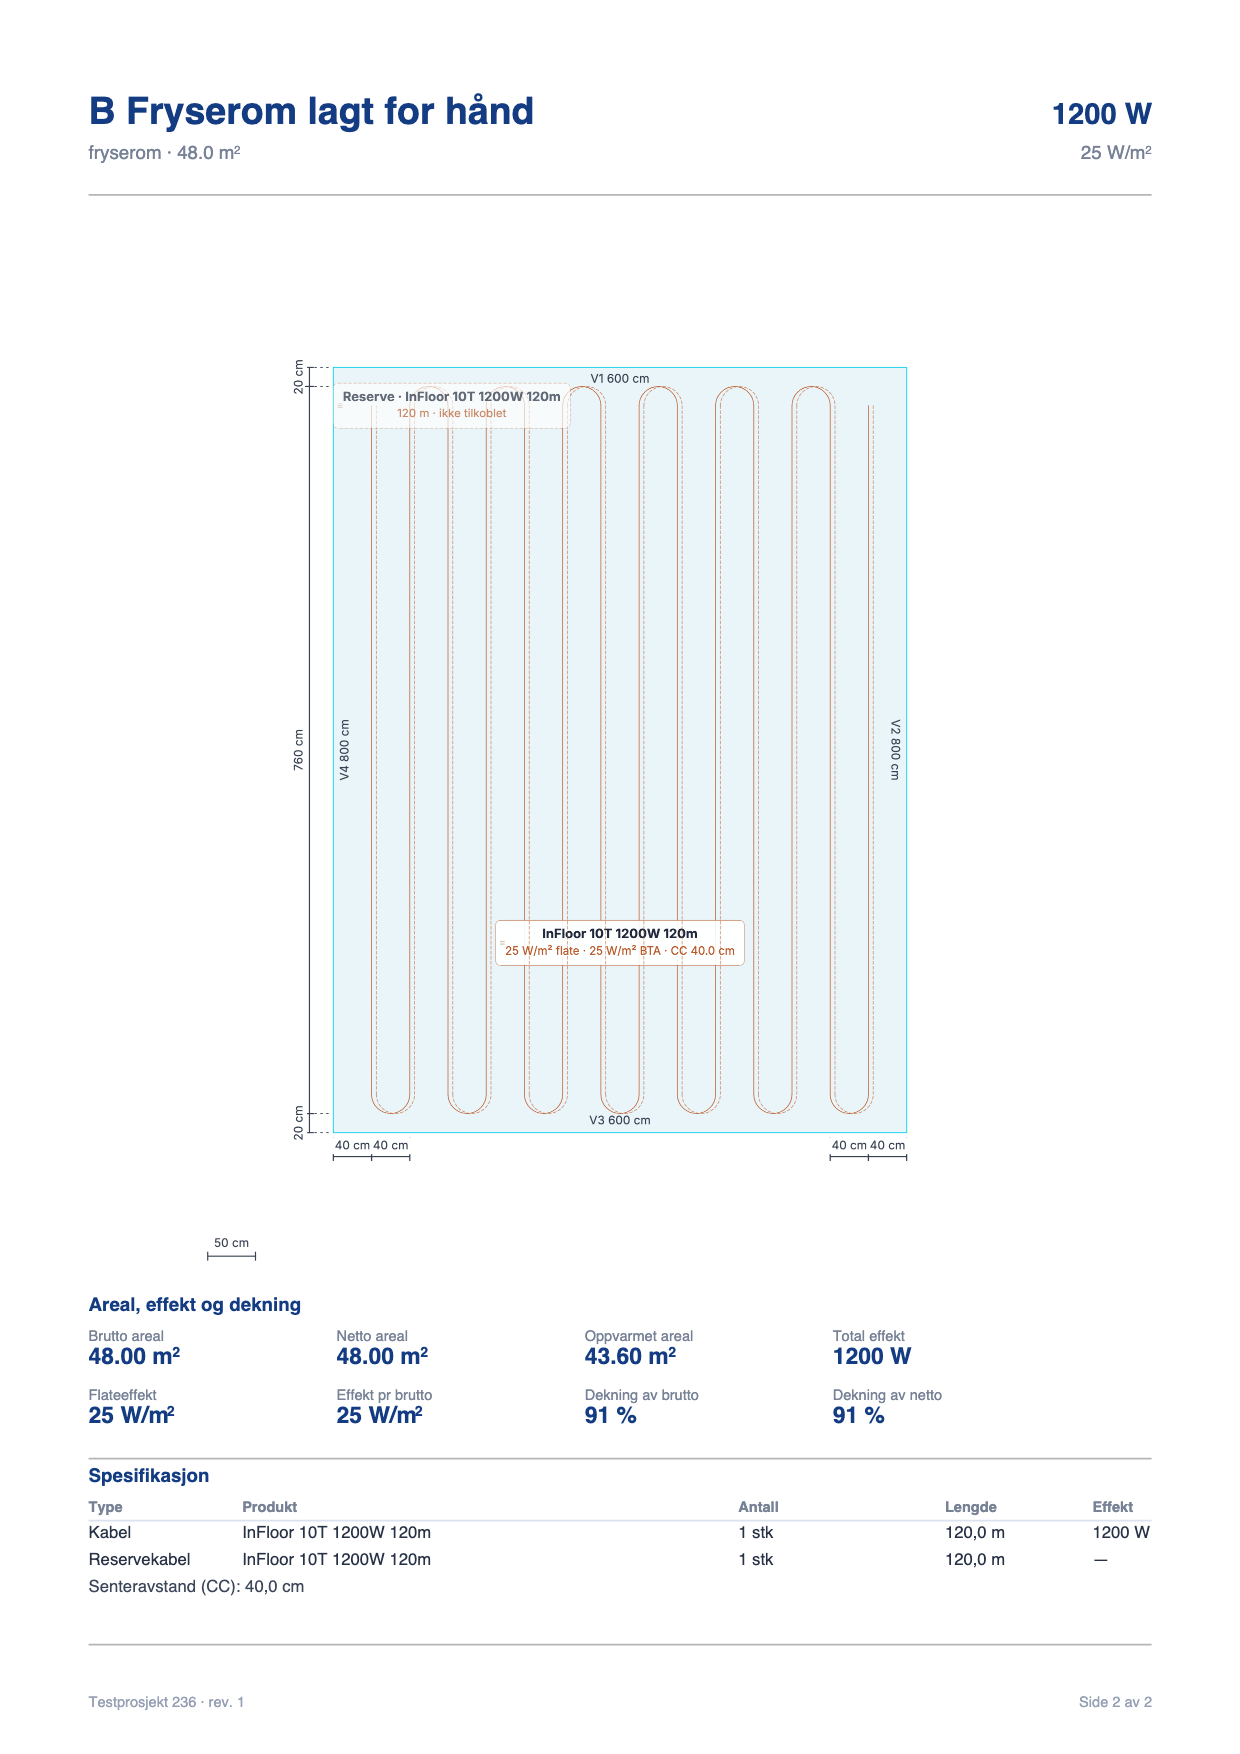 B Fryserom lagt for hånd
1200 W
fryserom · 48.0 m²
25 W/m²
20 cm
V1 600 cm
Reserve · InFloor 10T 1200W 120m
120 m · ikke tilkoblet
760 cm
V4 800 cm
V2 800 cm
InFloor 10T 1200W 120m
25 W/m² flate · 25 W/m² BTA · CC 40.0 cm
20 cm
V3 600 cm
40 cm 40 cm
40 cm 40 cm
50 cm
Areal, effekt og dekning
Brutto areal Netto areal Oppvarmet areal Total effekt
48.00 m² 48.00 m² 43.60 m² 1200 W
Flateeffekt Effekt pr brutto Dekning av brutto Dekning av netto
25 W/m² 25 W/m² 91 % 91 %
Spesifikasjon
Type Produkt Antall Lengde Effekt
Kabel InFloor 10T 1200W 120m 1 stk 120,0 m 1200 W
Reservekabel InFloor 10T 1200W 120m 1 stk 120,0 m —
Senteravstand (CC): 40,0 cm
Testprosjekt 236 · rev. 1
Side 2 av 2